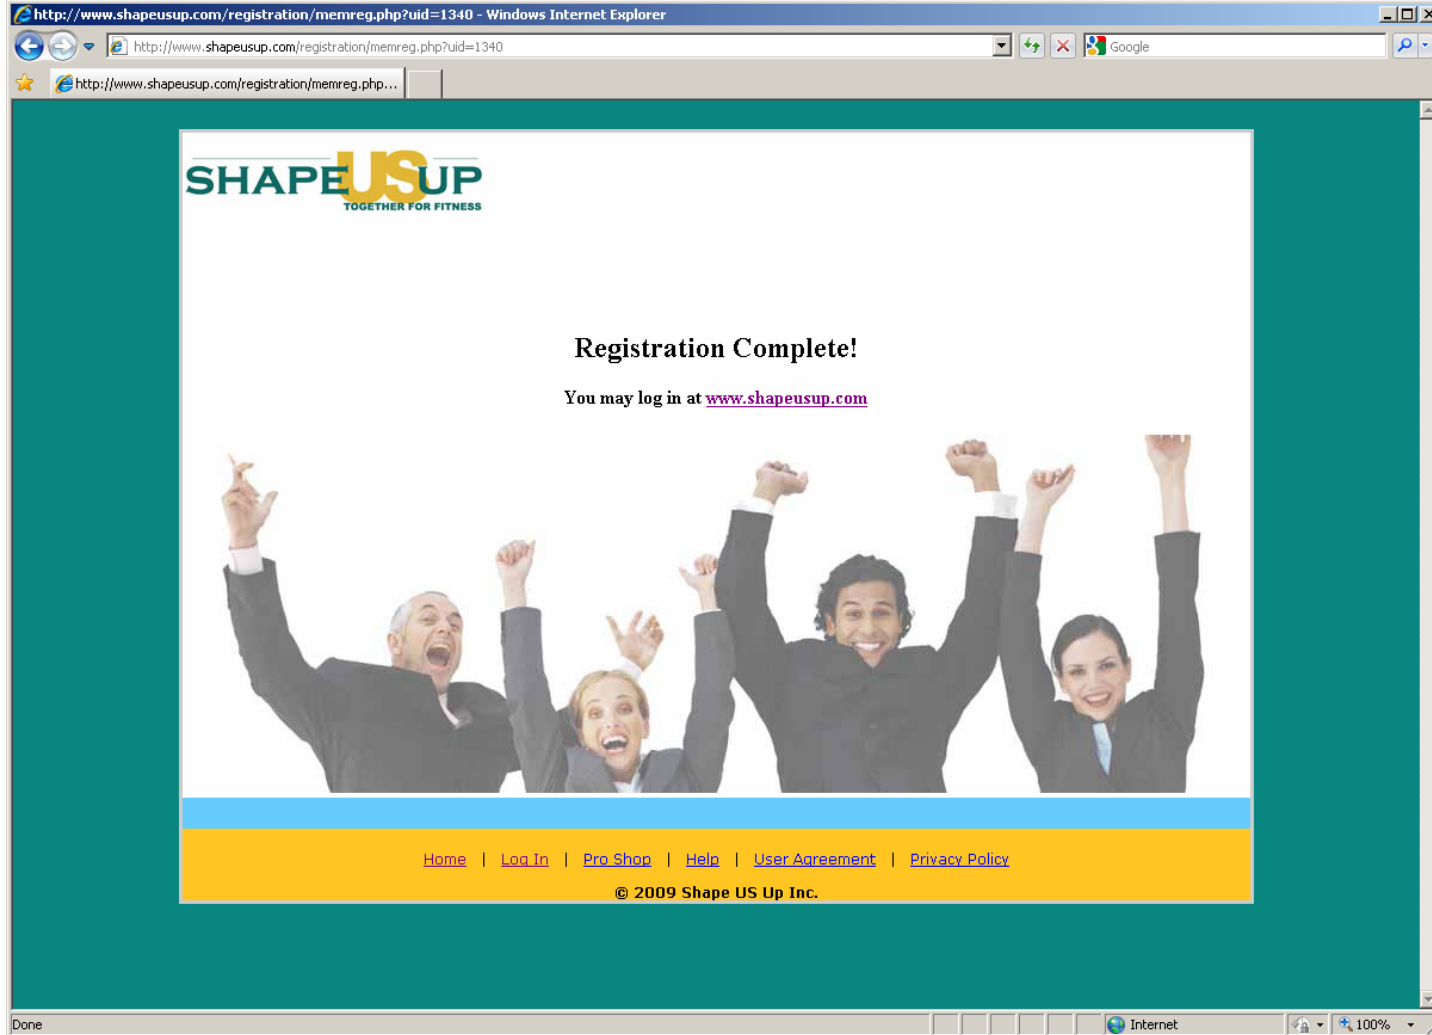 http://www.shapeusup.com/registration/memreg.php?uid=1340 - Windows Internet Explorer
http://www.shapeusup.com/registration/memreg.php?uid=1340
Google
http://www.shapeusup.com/registration/memreg.php...
SHAPE US UP
TOGETHER FOR FITNESS
Registration Complete!
You may log in at www.shapeusup.com
Home | Log In | Pro Shop | Help | User Agreement | Privacy Policy
© 2009 Shape US Up Inc.
Done
Internet
100%